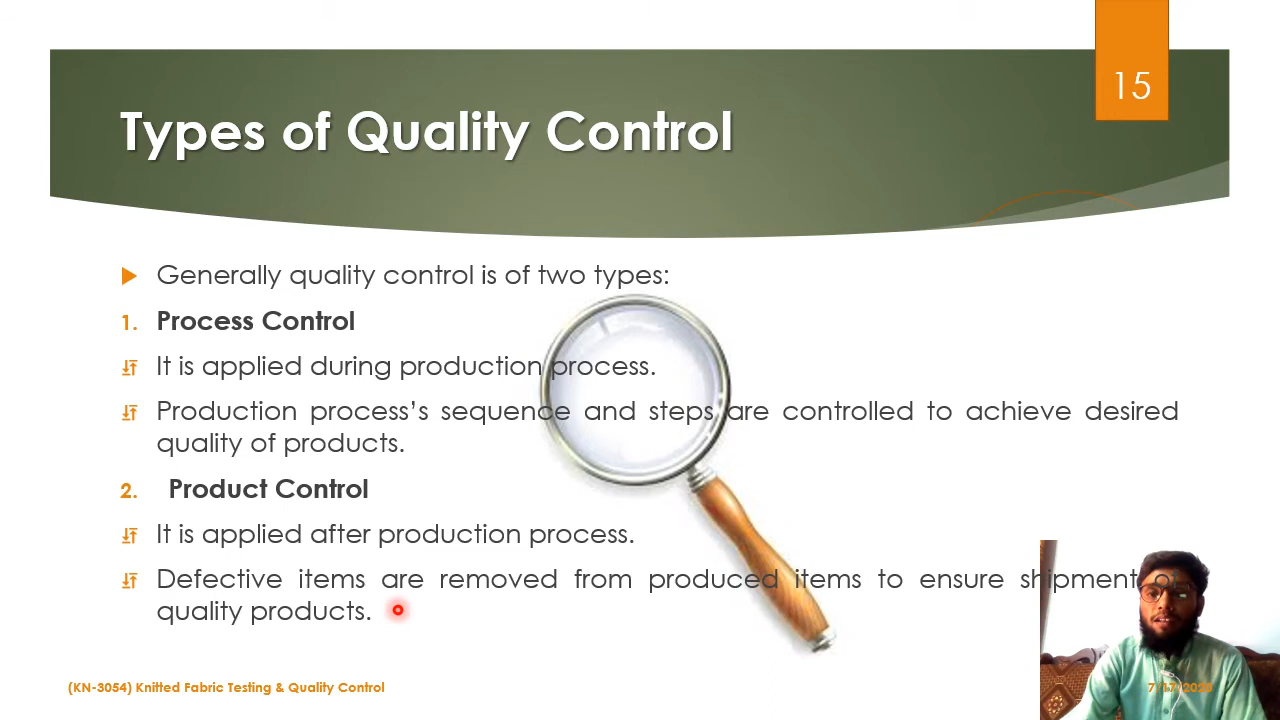 15
Types of Quality Control
Generally quality control is of two types:
1. Process Control
It is applied during production process.
Production process’s sequence and steps are controlled to achieve desired
quality of products.
2. Product Control
It is applied after production process.
Defective items are removed from produced items to ensure shipment
quality products.
(KN-3054) Knitted Fabric Testing & Quality Control